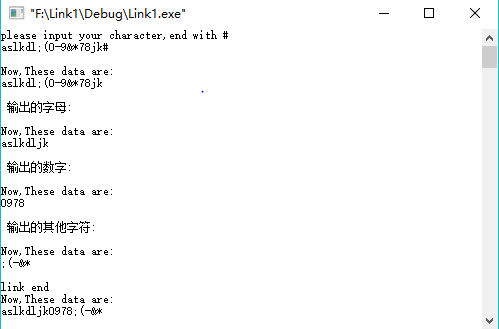 "F:\Link1\Debug\Link1.exe"
please input your character,end with #
aslkdl;(0-9&*78jk#
Now,These data are:
aslkdl;(0-9&*78jk
输出的字母:
Now,These data are:
aslkdljk
输出的数字:
Now,These data are:
0978
输出的其他字符:
Now,These data are:
;(-&*
link end
Now,These data are:
aslkdljk0978;(-&*